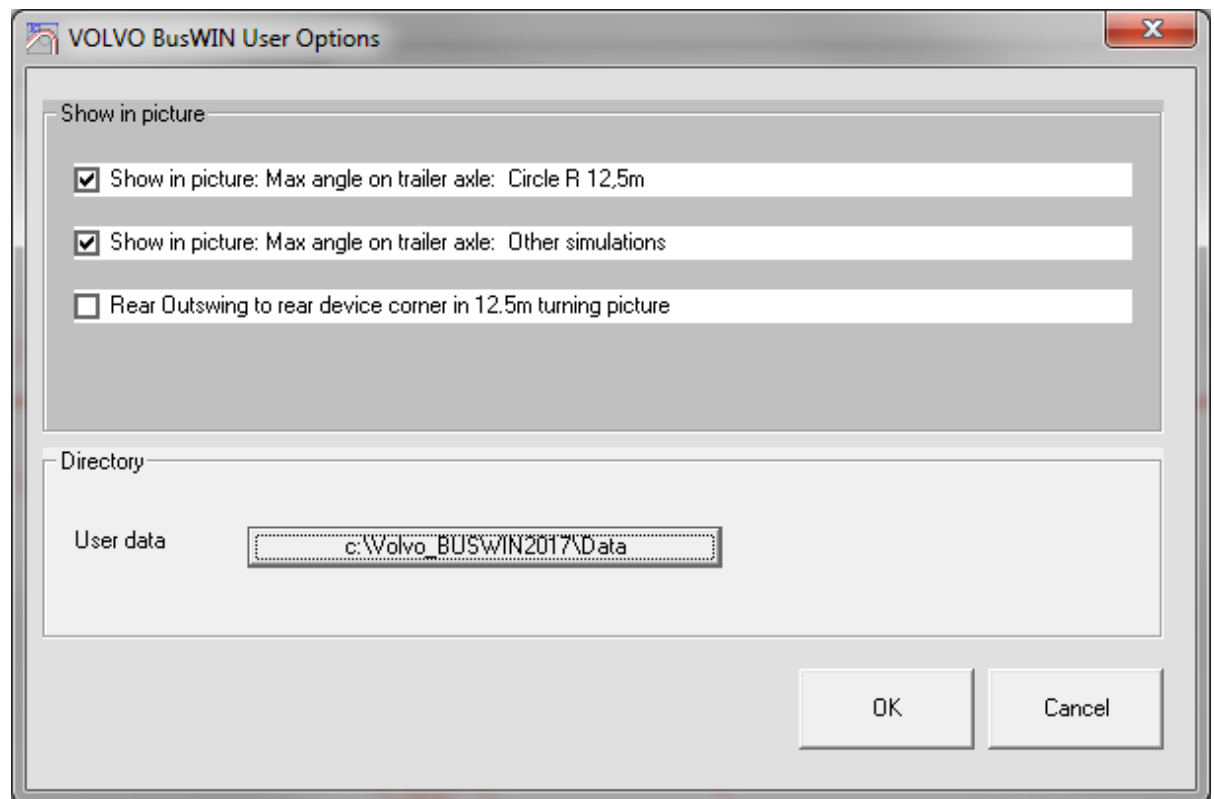 VOLVO BusWIN User Options
Show in picture
Show in picture: Max angle on trailer axle:  Circle R 12,5m
Show in picture: Max angle on trailer axle:  Other simulations
Rear Outswing to rear device corner in 12.5m turning picture
Directory
User data
c:\Volvo_BUSWIN2017\Data
OK
Cancel